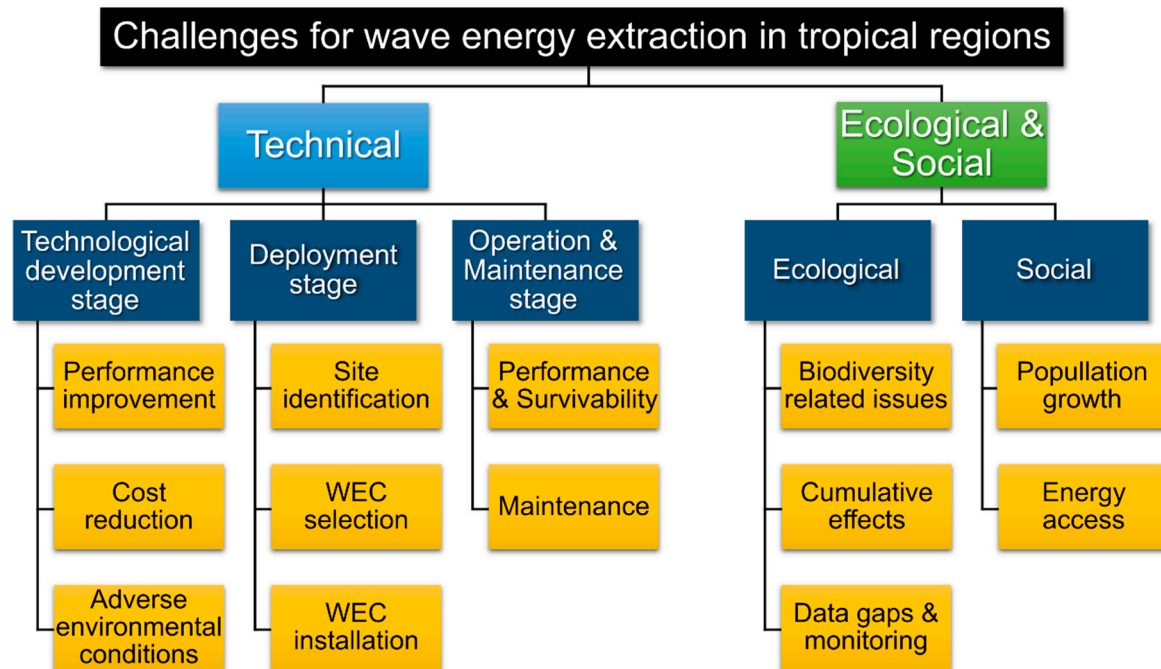 Challenges for wave energy extraction in tropical regions
Technical
Ecological &
Social
Technological
development
stage
Deployment
stage
Operation &
Maintenance
stage
Ecological
Social
Performance
improvement
Cost
reduction
Adverse
environmental
conditions
Site
identification
WEC
selection
WEC
installation
Performance
& Survivability
Maintenance
Biodiversity
related issues
Cumulative
effects
Data gaps &
monitoring
Popullation
growth
Energy
access